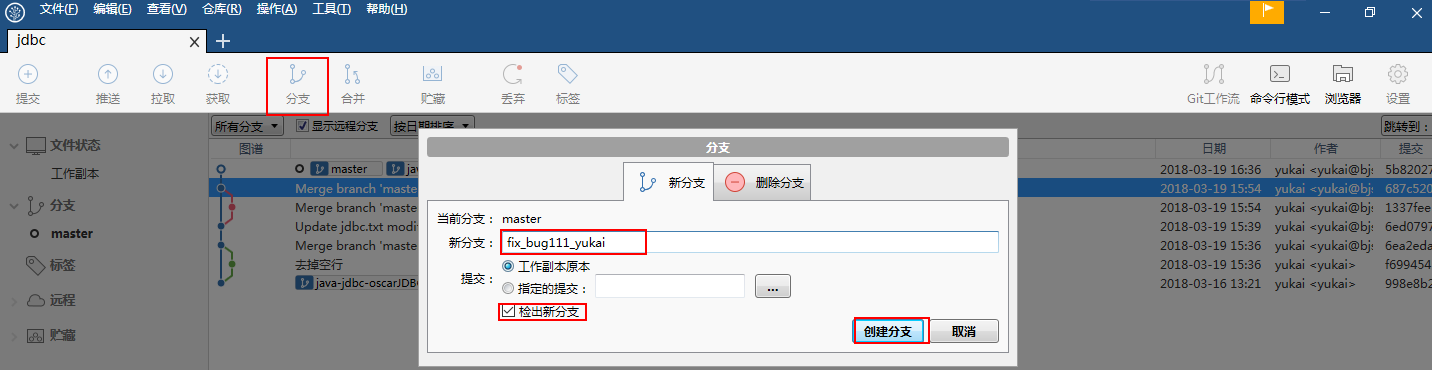 文件(F) 编辑(E) 查看(V) 仓库(R) 操作(A) 工具(T) 帮助(H)
jdbc
提交 推送 拉取 获取 分支 合并 贮藏 丢弃 标签 Git工作流 命令行模式 浏览器 设置
所有分支 显示远程分支 按日期排序 跳转到：
图谱 日期 作者 提交
文件状态
工作副本
分支
master
标签
远程
贮藏
master jav 2018-03-19 16:36 yukai <yukai@bjs 5b82027
Merge branch 'maste 2018-03-19 15:54 yukai <yukai@bjs 687c520
Merge branch 'maste 2018-03-19 15:54 yukai <yukai@bjs 1337fee
Update jdbc.txt modif 2018-03-19 15:39 yukai <yukai@bjs 6ed0797
Merge branch 'maste 2018-03-19 15:36 yukai <yukai@bjs 6ea2eda
去掉空行 2018-03-19 15:36 yukai <yukai> f699454
java-jdbc-oscarJDBC 2018-03-16 13:21 yukai <yukai> 998e8b2
分支
新分支 删除分支
当前分支： master
新分支： fix_bug111_yukai
提交： 工作副本原本
指定的提交： ...
检出新分支
创建分支 取消